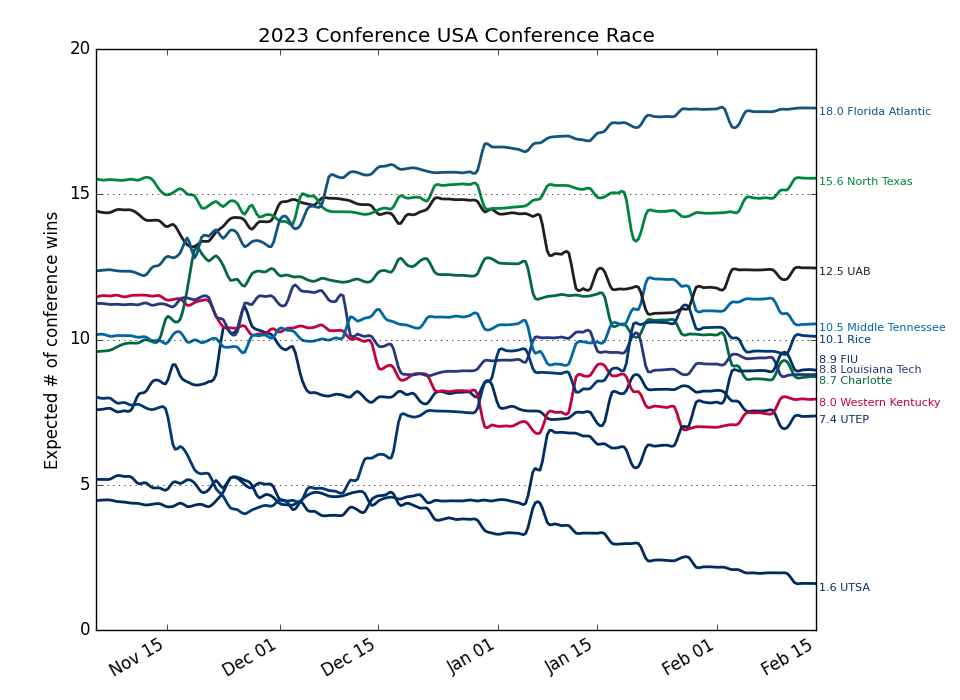 2023 Conference USA Conference Race
Expected # of conference wins
20
15
10
5
0
Nov 15
Dec 01
Dec 15
Jan 01
Jan 15
Feb 01
Feb 15
18.0 Florida Atlantic
15.6 North Texas
12.5 UAB
10.5 Middle Tennessee
10.1 Rice
8.9 FIU
8.8 Louisiana Tech
8.7 Charlotte
8.0 Western Kentucky
7.4 UTEP
1.6 UTSA